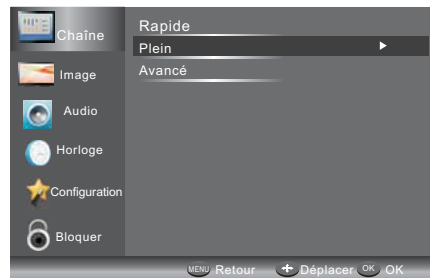 Chaîne
Image
Audio
Horloge
Configuration
Bloquer
Rapide
Plein
Avancé
MENU Retour Déplacer OK OK